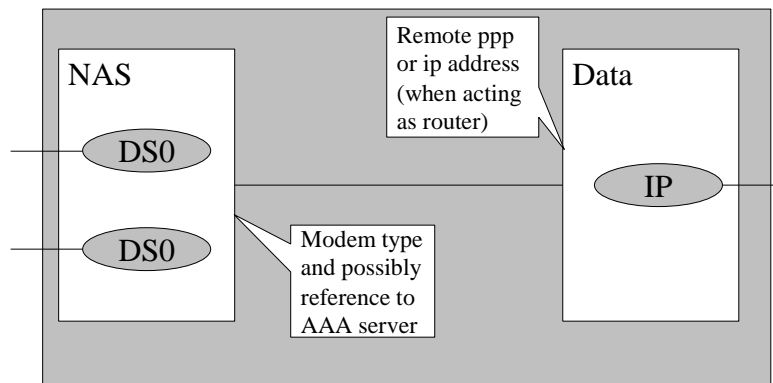 NAS
DS0
DS0
Remote ppp
or ip address
(when acting
as router)
Modem type
and possibly
reference to
AAA server
Data
IP